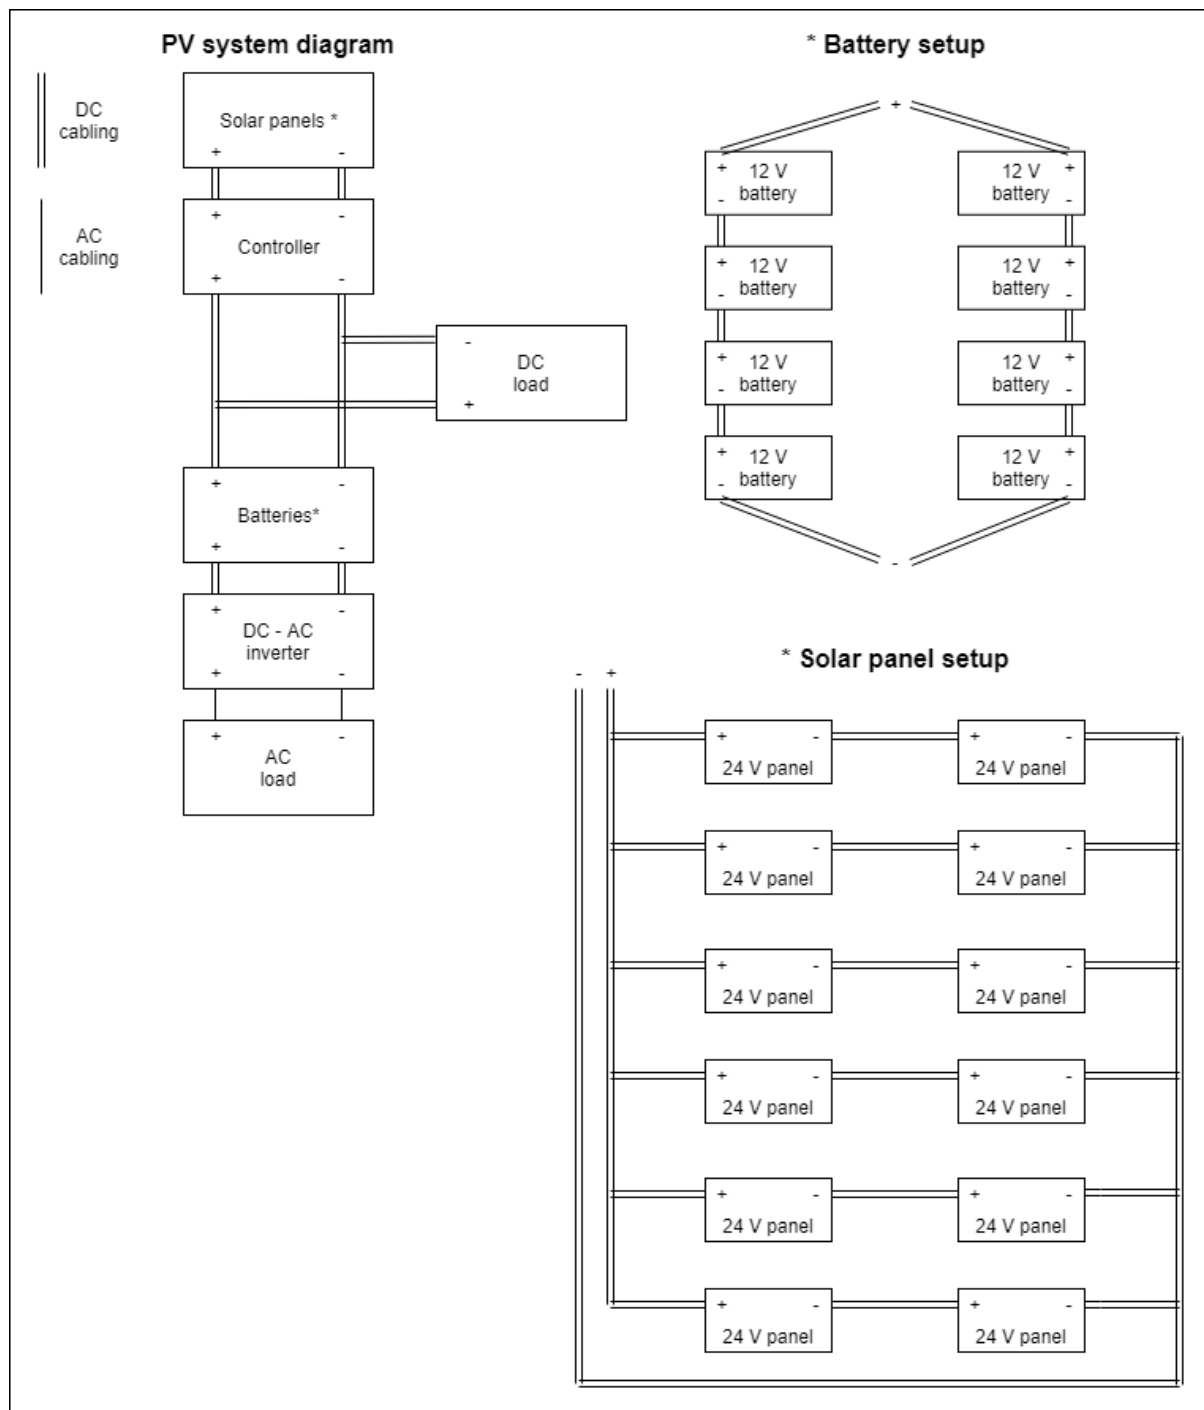 PV system diagram
DC
cabling
AC
cabling
Solar panels *
+ -
+ -
Controller
+ -
-
DC
load
+
+ -
Batteries*
+ -
+ -
DC - AC
inverter
+ -
+ -
AC
load
* Battery setup
+
+ 12 V
- battery
12 V +
battery -
+ 12 V
- battery
12 V +
battery -
+ 12 V
- battery
12 V +
battery -
+ 12 V
- battery
12 V +
battery -
-
* Solar panel setup
- +
+ -
24 V panel
+ -
24 V panel
+ -
24 V panel
+ -
24 V panel
+ -
24 V panel
+ -
24 V panel
+ -
24 V panel
+ -
24 V panel
+ -
24 V panel
+ -
24 V panel
+ -
24 V panel
+ -
24 V panel